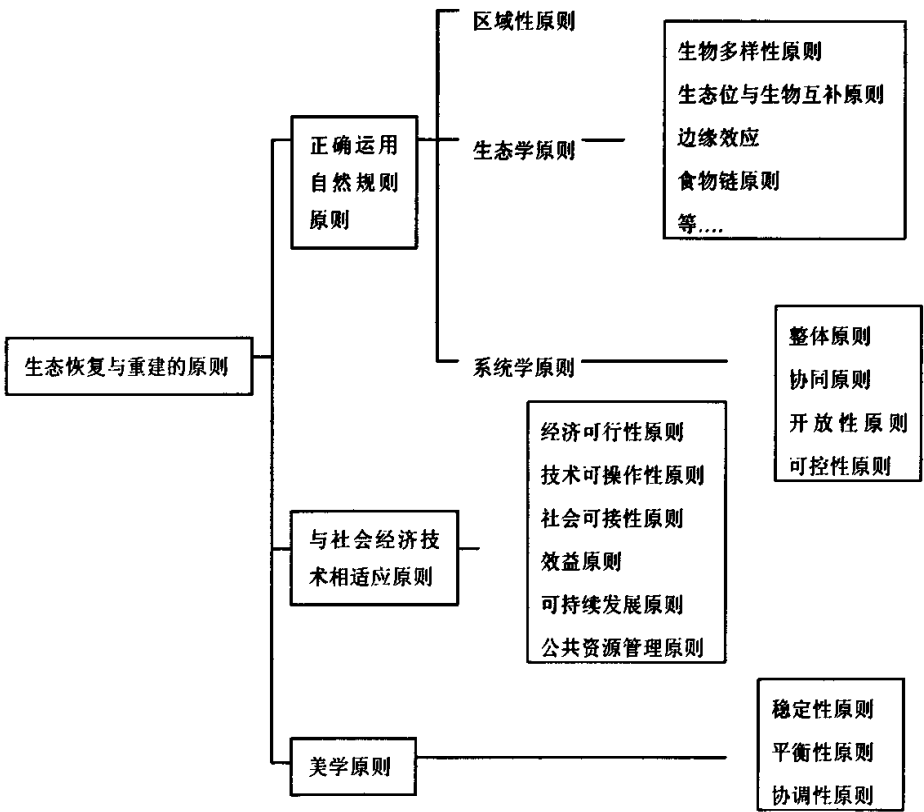 区域性原则
生物多样性原则
生态位与生物互补原则
边缘效应
食物链原则
等....
生态学原则
正确运用
自然规则
原则
生态恢复与重建的原则
系统学原则
整体原则
协同原则
开放性原则
可控性原则
经济可行性原则
技术可操作性原则
社会可接性原则
效益原则
可持续发展原则
公共资源管理原则
与社会经济技
术相适应原则
美学原则
稳定性原则
平衡性原则
协调性原则